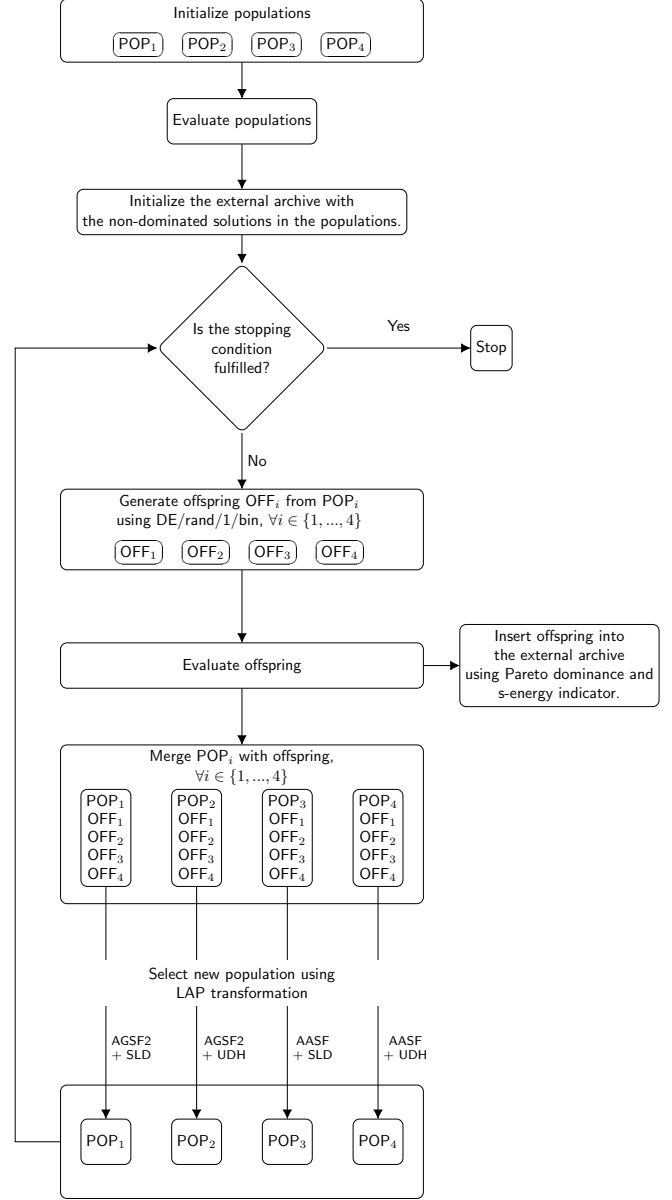 Initialize populations
POP₁ POP₂ POP₃ POP₄
Evaluate populations
Initialize the external archive with
the non-dominated solutions in the populations.
Is the stopping
condition
fulfilled?
Yes
Stop
No
Generate offspring OFFᵢ from POPᵢ
using DE/rand/1/bin, ∀i ∈ {1, ..., 4}
OFF₁ OFF₂ OFF₃ OFF₄
Evaluate offspring
Insert offspring into
the external archive
using Pareto dominance and
s-energy indicator.
Merge POPᵢ with offspring,
∀i ∈ {1, ..., 4}
POP₁ POP₂ POP₃ POP₄
OFF₁ OFF₁ OFF₁ OFF₁
OFF₂ OFF₂ OFF₂ OFF₂
OFF₃ OFF₃ OFF₃ OFF₃
OFF₄ OFF₄ OFF₄ OFF₄
Select new population using
LAP transformation
AGSF2 AGSF2 AASF AASF
+ SLD + UDH + SLD + UDH
POP₁ POP₂ POP₃ POP₄